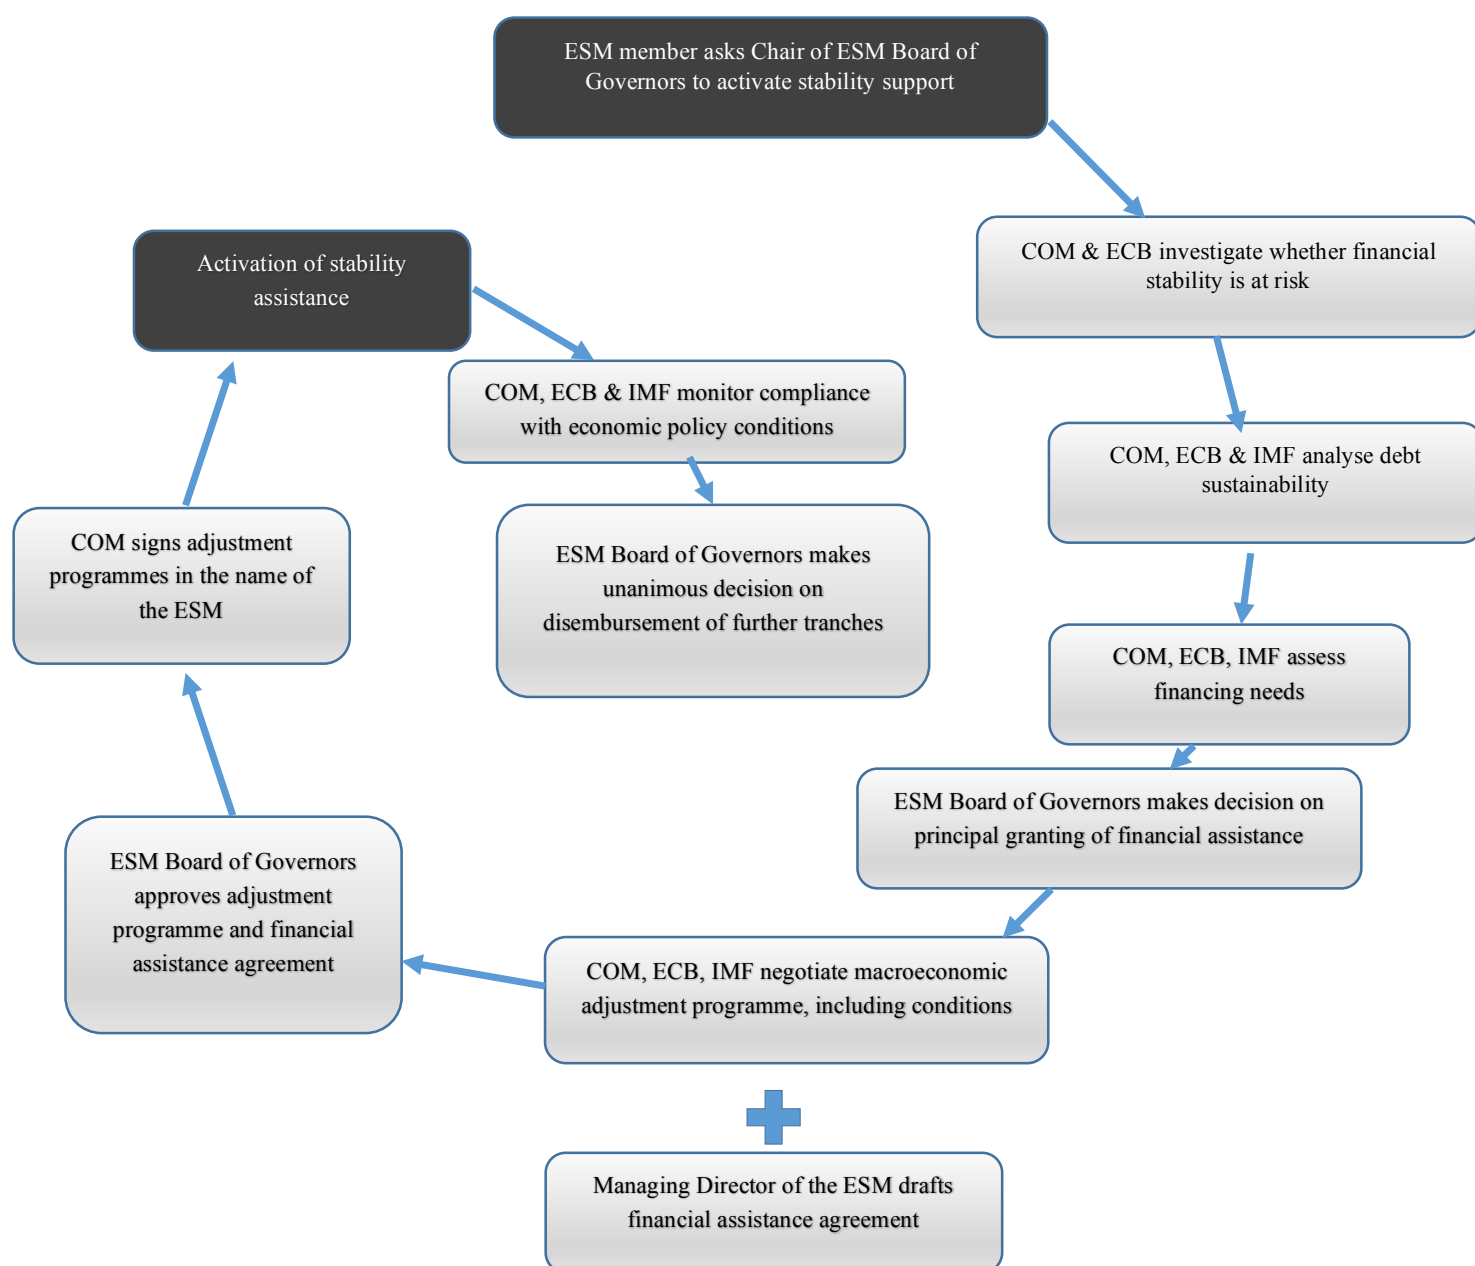 ESM member asks Chair of ESM Board of
Governors to activate stability support
COM & ECB investigate whether financial
stability is at risk
COM, ECB & IMF analyse debt
sustainability
COM, ECB, IMF assess
financing needs
ESM Board of Governors makes decision on
principal granting of financial assistance
COM, ECB, IMF negotiate macroeconomic
adjustment programme, including conditions
Managing Director of the ESM drafts
financial assistance agreement
ESM Board of Governors
approves adjustment
programme and financial
assistance agreement
COM signs adjustment
programmes in the name of
the ESM
Activation of stability
assistance
COM, ECB & IMF monitor compliance
with economic policy conditions
ESM Board of Governors makes
unanimous decision on
disembursement of further tranches